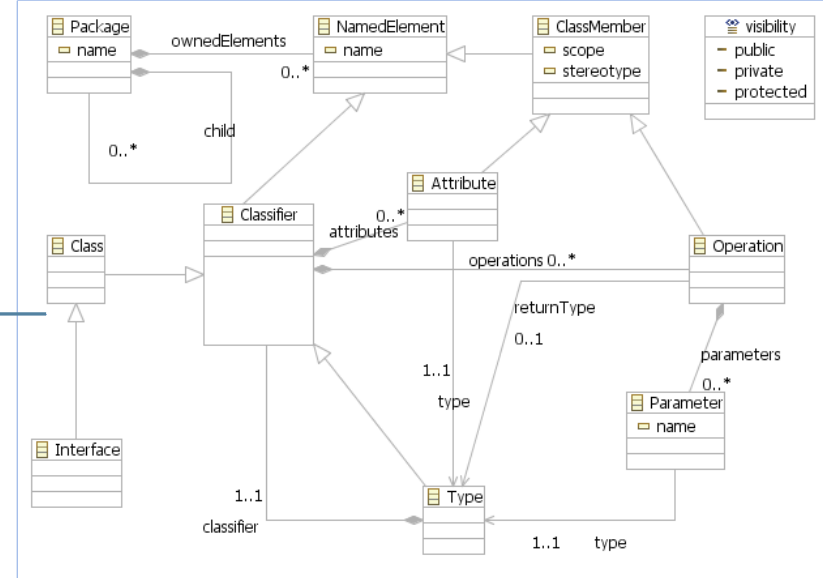 Package
name
ownedElements
0..*
child
0..*
NamedElement
name
ClassMember
scope
stereotype
visibility
public
private
protected
Attribute
Classifier
0..*
attributes
Class
operations 0..*
Operation
returnType
0..1
1..1
type
parameters
0..*
Parameter
name
Interface
1..1
classifier
Type
1..1 type